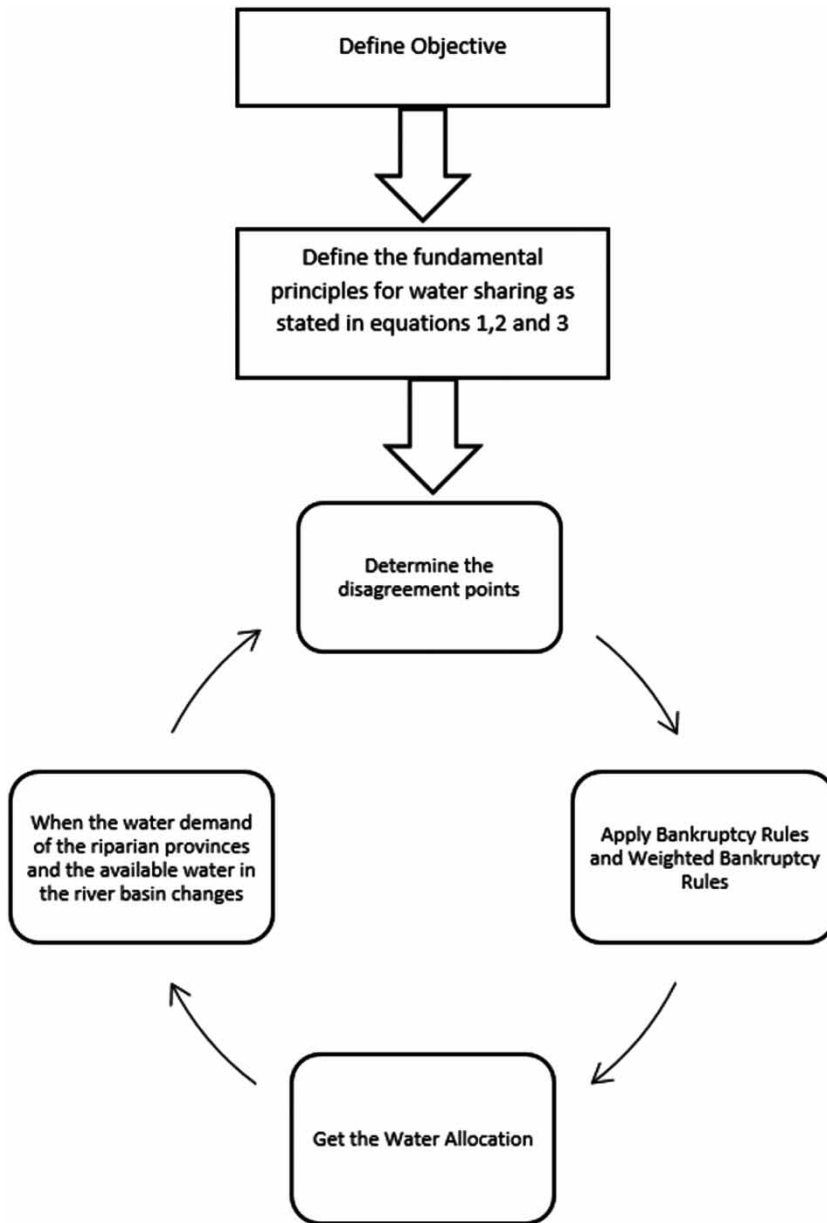 Define Objective
Define the fundamental
principles for water sharing as
stated in equations 1,2 and 3
Determine the
disagreement points
When the water demand
of the riparian provinces
and the available water in
the river basin changes
Apply Bankruptcy Rules
and Weighted Bankruptcy
Rules
Get the Water Allocation